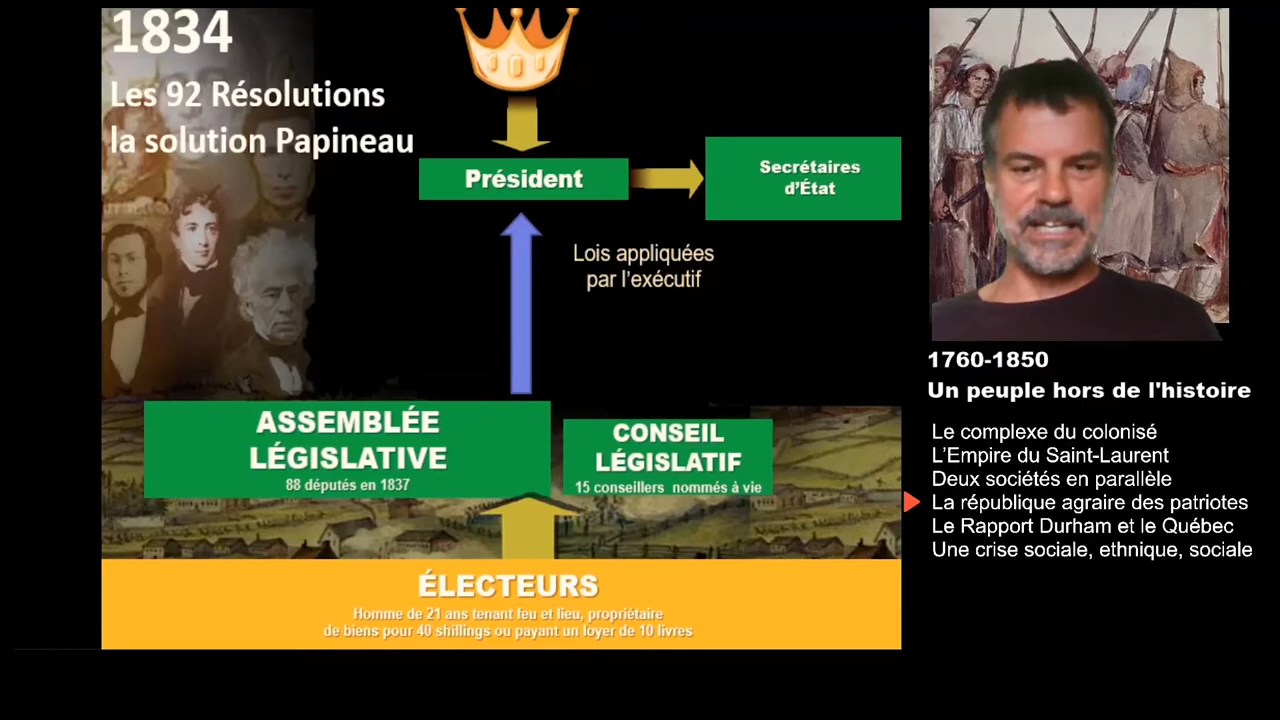 1834
Les 92 Résolutions
la solution Papineau
Président
Secrétaires
d'État
Lois appliquées
par l'exécutif
ASSEMBLÉE
LÉGISLATIVE
88 députés en 1837
CONSEIL
LÉGISLATIF
15 conseillers nommés à vie
ÉLECTEURS
Homme de 21 ans tenant feu et lieu, propriétaire
de biens pour 40 shillings ou payant un loyer de 10 livres
1760-1850
Un peuple hors de l'histoire
Le complexe du colonisé
L'Empire du Saint-Laurent
Deux sociétés en parallèle
La république agraire des patriotes
Le Rapport Durham et le Québec
Une crise sociale, ethnique, sociale